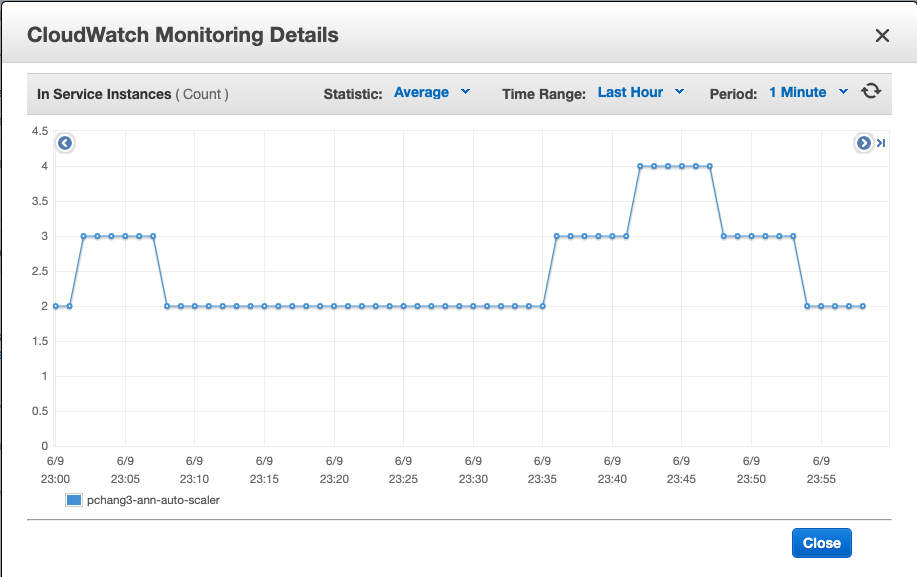 CloudWatch Monitoring Details
In Service Instances ( Count ) Statistic: Average Time Range: Last Hour Period: 1 Minute
4.5
4
3.5
3
2.5
2
1.5
1
0.5
0
6/9 6/9 6/9 6/9 6/9 6/9 6/9 6/9 6/9 6/9 6/9 6/9
23:00 23:05 23:10 23:15 23:20 23:25 23:30 23:35 23:40 23:45 23:50 23:55
pchang3-ann-auto-scaler
Close